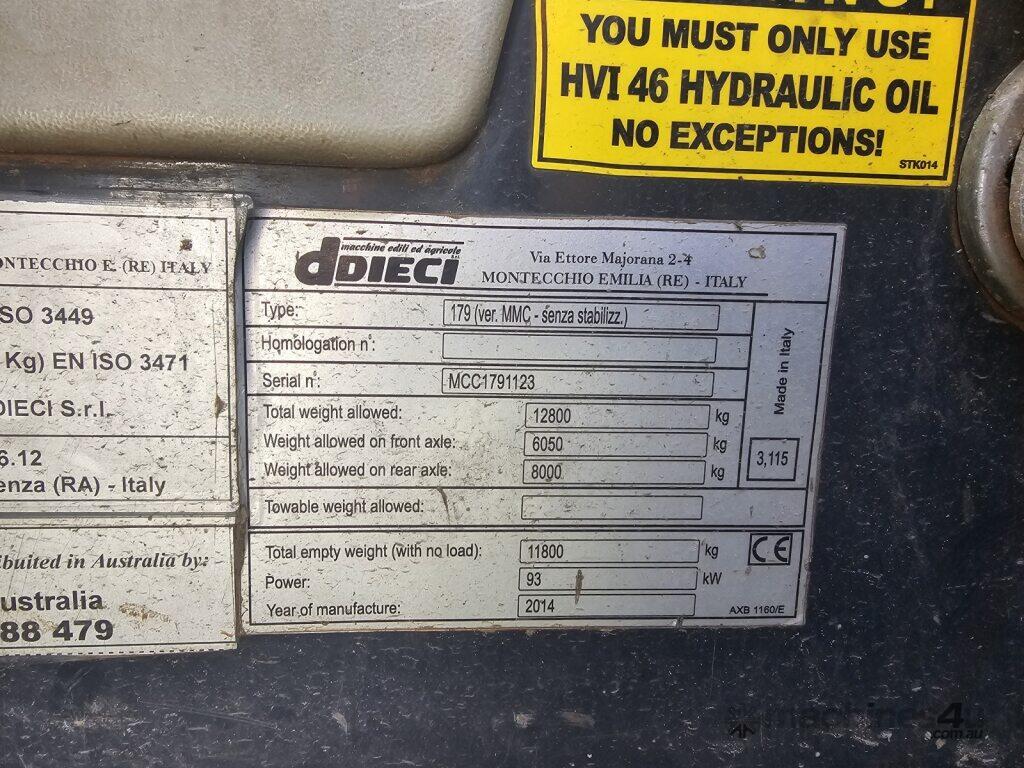 YOU MUST ONLY USE
HVI 46 HYDRAULIC OIL
NO EXCEPTIONS!
STK014
MONTECCHIO E. (RE) ITALY
ISO 3449
Kg) EN ISO 3471
DIECI S.r.l.
6.12
(RA) - Italy
in Australia by:
88 479
macchine edili ed agricole s.r.l.
DIECI
Via Ettore Majorana 2-4
MONTECCHIO EMILIA (RE) - ITALY
Type: 179 (ver. MMC - senza stabilizz.)
Homologation n°:
Serial n°: MCC1791123
Total weight allowed: 12800 kg
Weight allowed on front axle: 6050 kg
Weight allowed on rear axle: 8000 kg
Made in Italy
3,115
Towable weight allowed:
Total empty weight (with no load): 11800 kg
Power: 93 kW
Year of manufacture: 2014
CE
AXB 1160/E
machines4u
.com.au